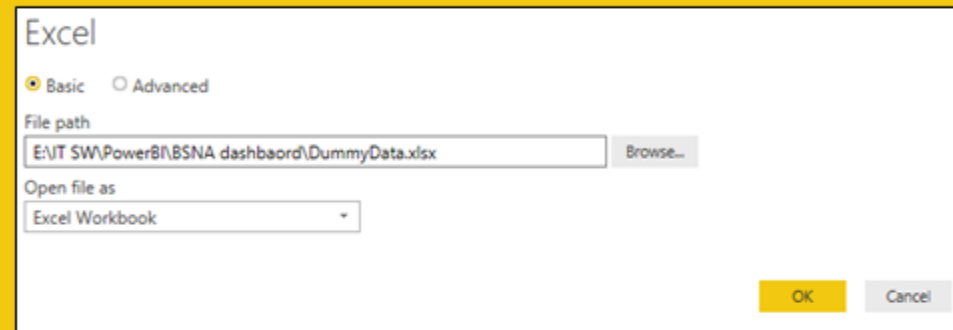 Excel
Basic Advanced
File path
E:\IT SW\PowerBI\BSNA dashbaord\DummyData.xlsx Browse...
Open file as
Excel Workbook
OK Cancel